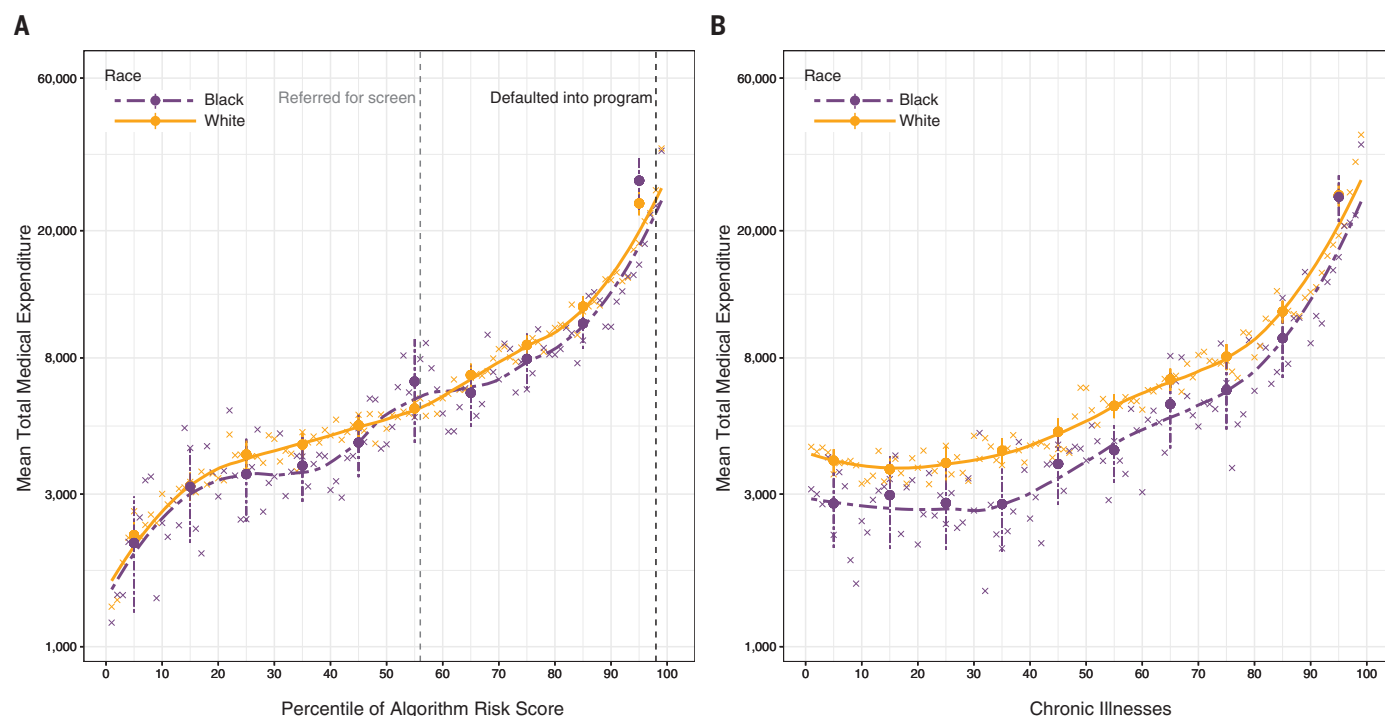 A
Mean Total Medical Expenditure
60,000
20,000
8,000
3,000
1,000
Race
Black
White
Referred for screen
Defaulted into program
0 10 20 30 40 50 60 70 80 90 100
Percentile of Algorithm Risk Score
B
Mean Total Medical Expenditure
60,000
20,000
8,000
3,000
1,000
Race
Black
White
0 10 20 30 40 50 60 70 80 90 100
Chronic Illnesses